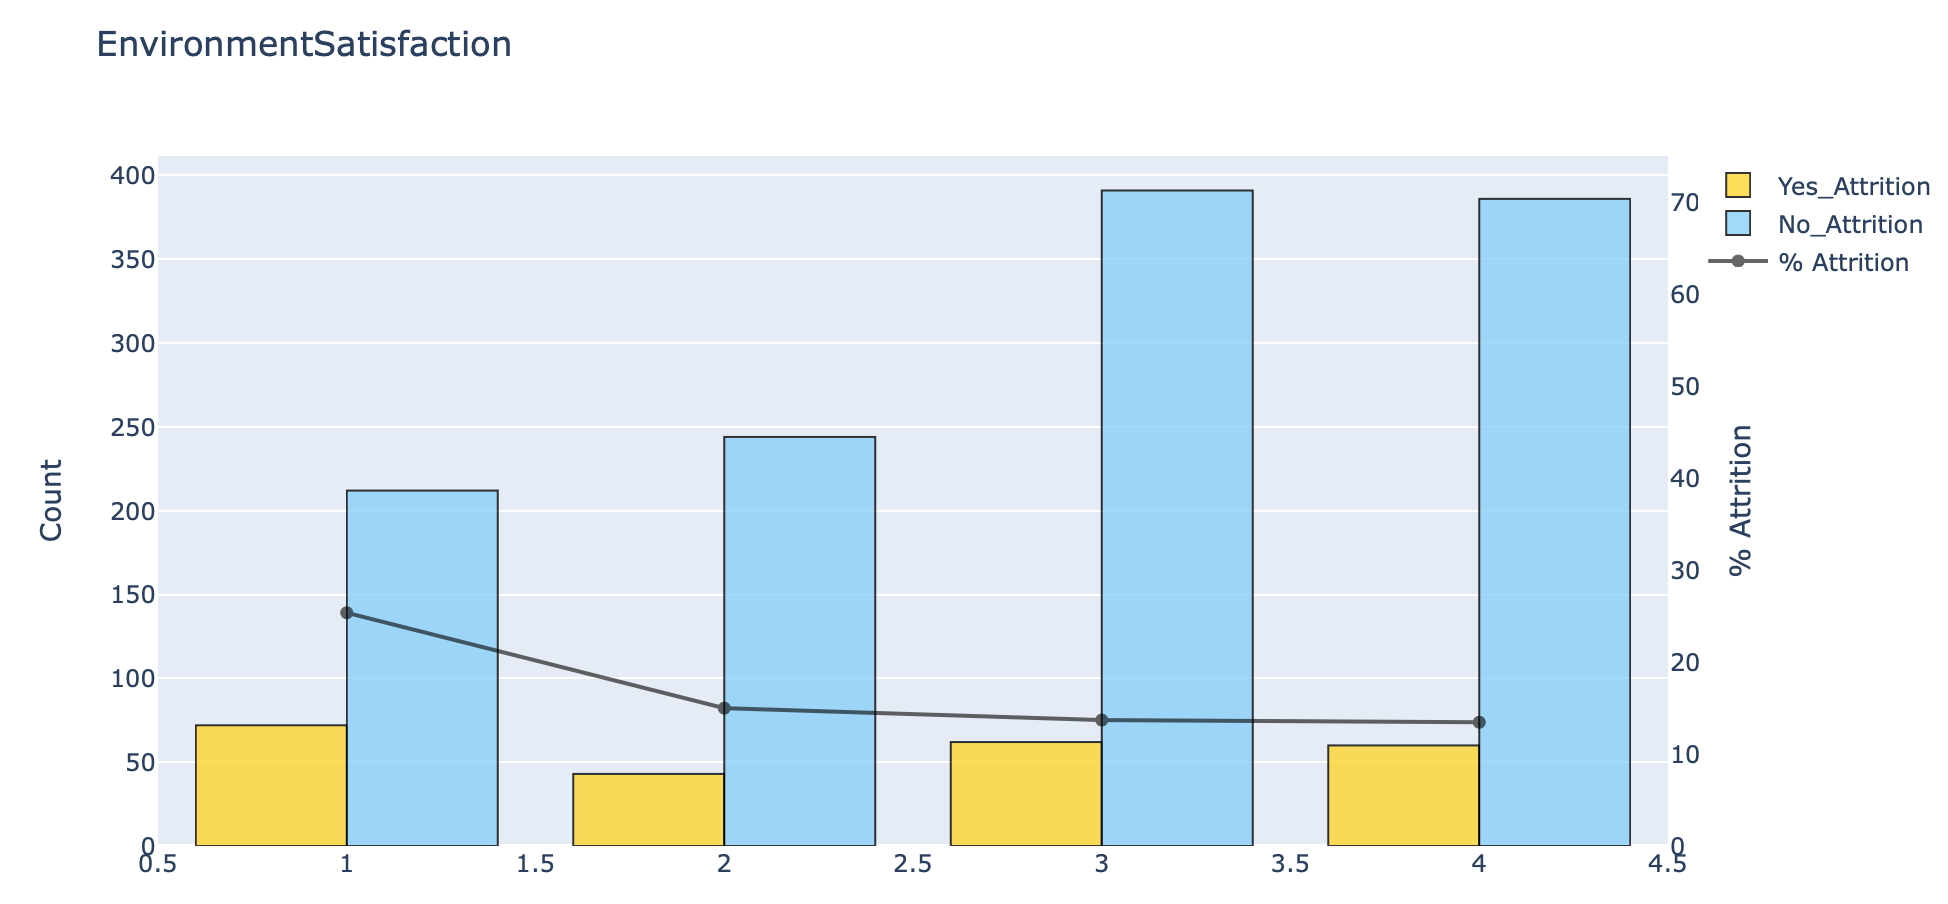 EnvironmentSatisfaction
Count
400
350
300
250
200
150
100
50
0
0.5 1 1.5 2 2.5 3 3.5 4 4.5
70
60
50
40
30
20
10
0
% Attrition
Yes_Attrition
No_Attrition
% Attrition